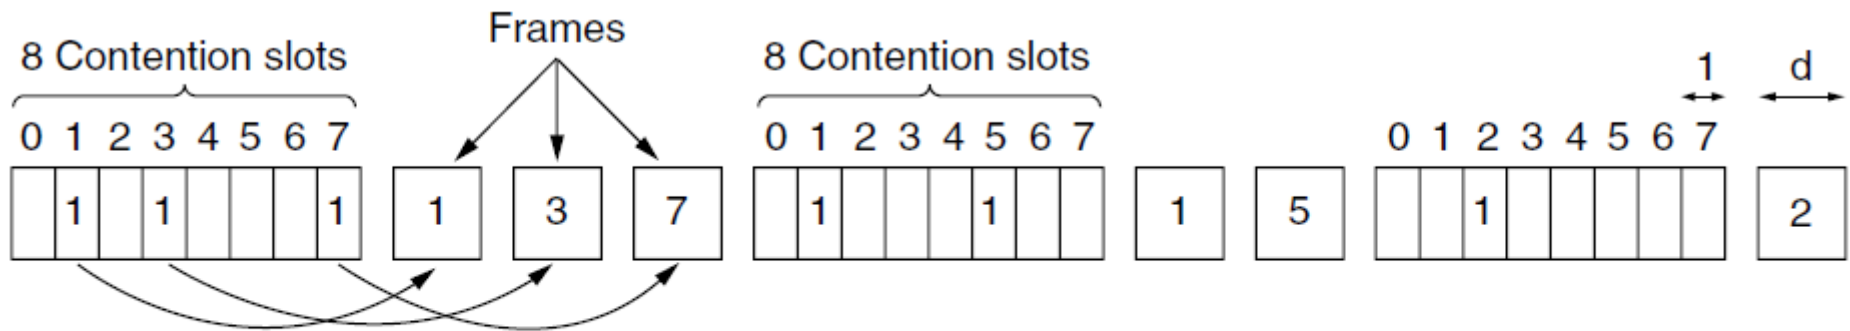 Frames
8 Contention slots 8 Contention slots 1 d
0 1 2 3 4 5 6 7 0 1 2 3 4 5 6 7 0 1 2 3 4 5 6 7
1 1 1 1 3 7 1 1 1 5 1 2